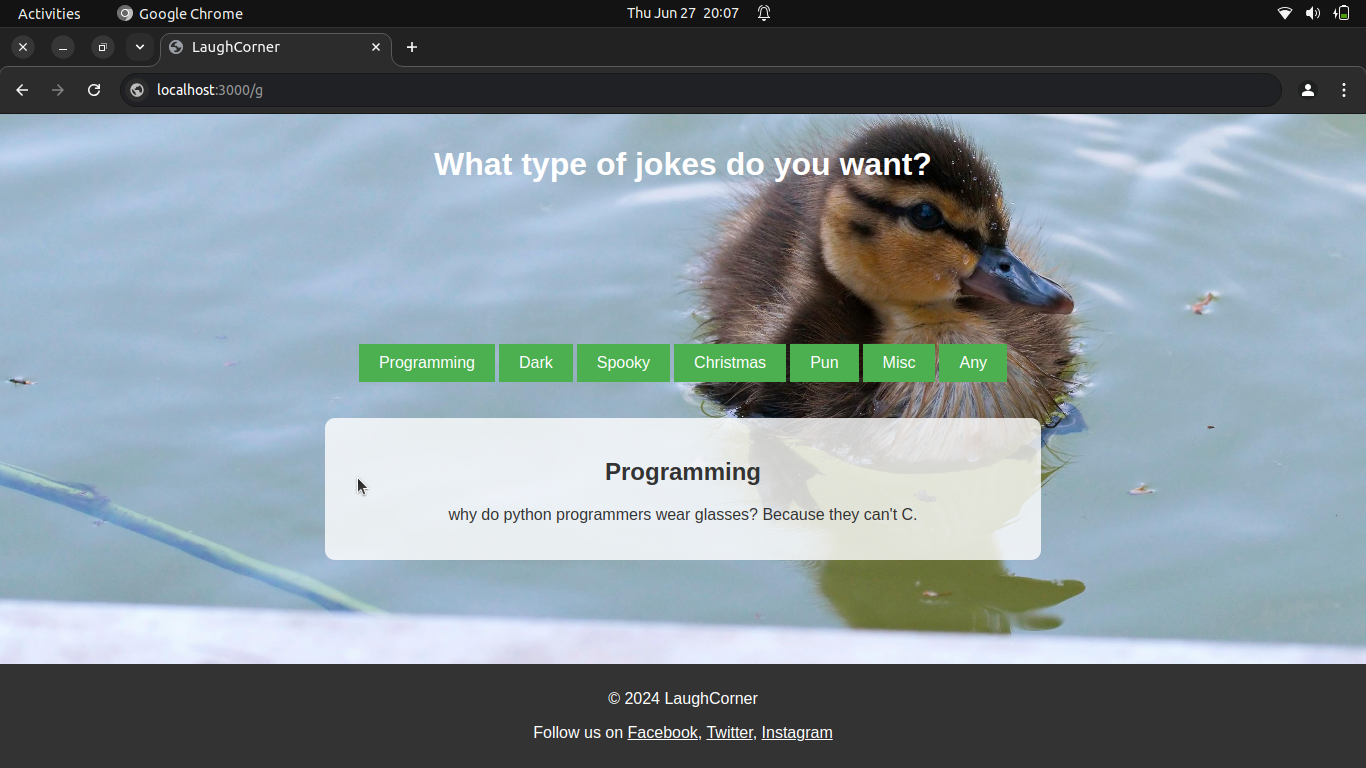 Activities Google Chrome Thu Jun 27 20:07
LaughCorner
localhost:3000/g
What type of jokes do you want?
Programming Dark Spooky Christmas Pun Misc Any
Programming
why do python programmers wear glasses? Because they can't C.
© 2024 LaughCorner
Follow us on Facebook, Twitter, Instagram